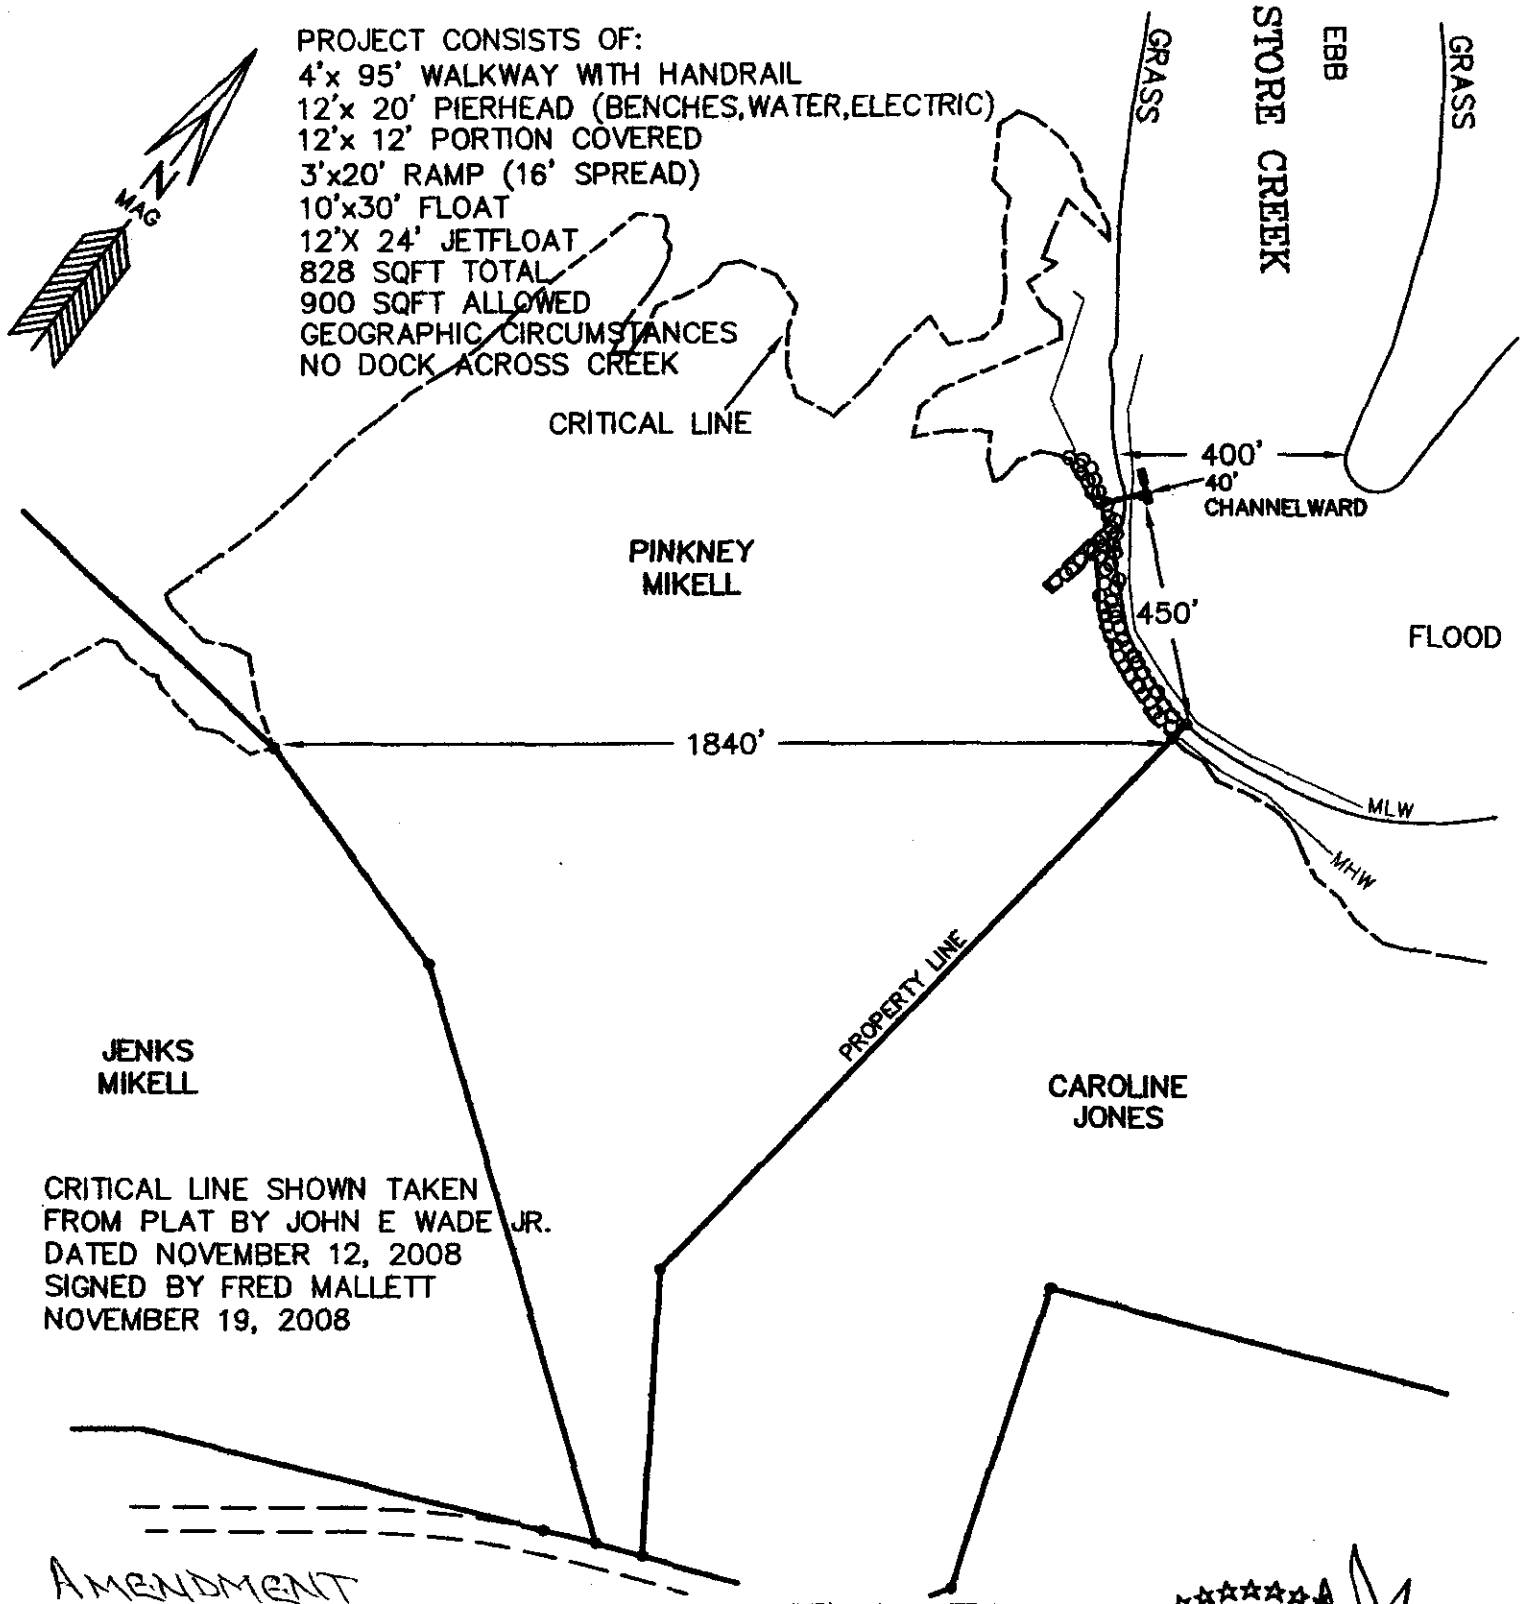 PROJECT CONSISTS OF:
4'x 95' WALKWAY WITH HANDRAIL
12'x 20' PIERHEAD (BENCHES,WATER,ELECTRIC)
12'x 12' PORTION COVERED
3'x20' RAMP (16' SPREAD)
10'x30' FLOAT
12'X 24' JETFLOAT
828 SQFT TOTAL
900 SQFT ALLOWED
GEOGRAPHIC CIRCUMSTANCES
NO DOCK ACROSS CREEK
N
MAG
GRASS
STORE CREEK
EBB
GRASS
CRITICAL LINE
400'
40'
CHANNELWARD
PINKNEY
MIKELL
450'
FLOOD
1840'
MLW
MHW
PROPERTY LINE
JENKS
MIKELL
CAROLINE
JONES
CRITICAL LINE SHOWN TAKEN
FROM PLAT BY JOHN E WADE JR.
DATED NOVEMBER 12, 2008
SIGNED BY FRED MALLETT
NOVEMBER 19, 2008
AMENDMENT